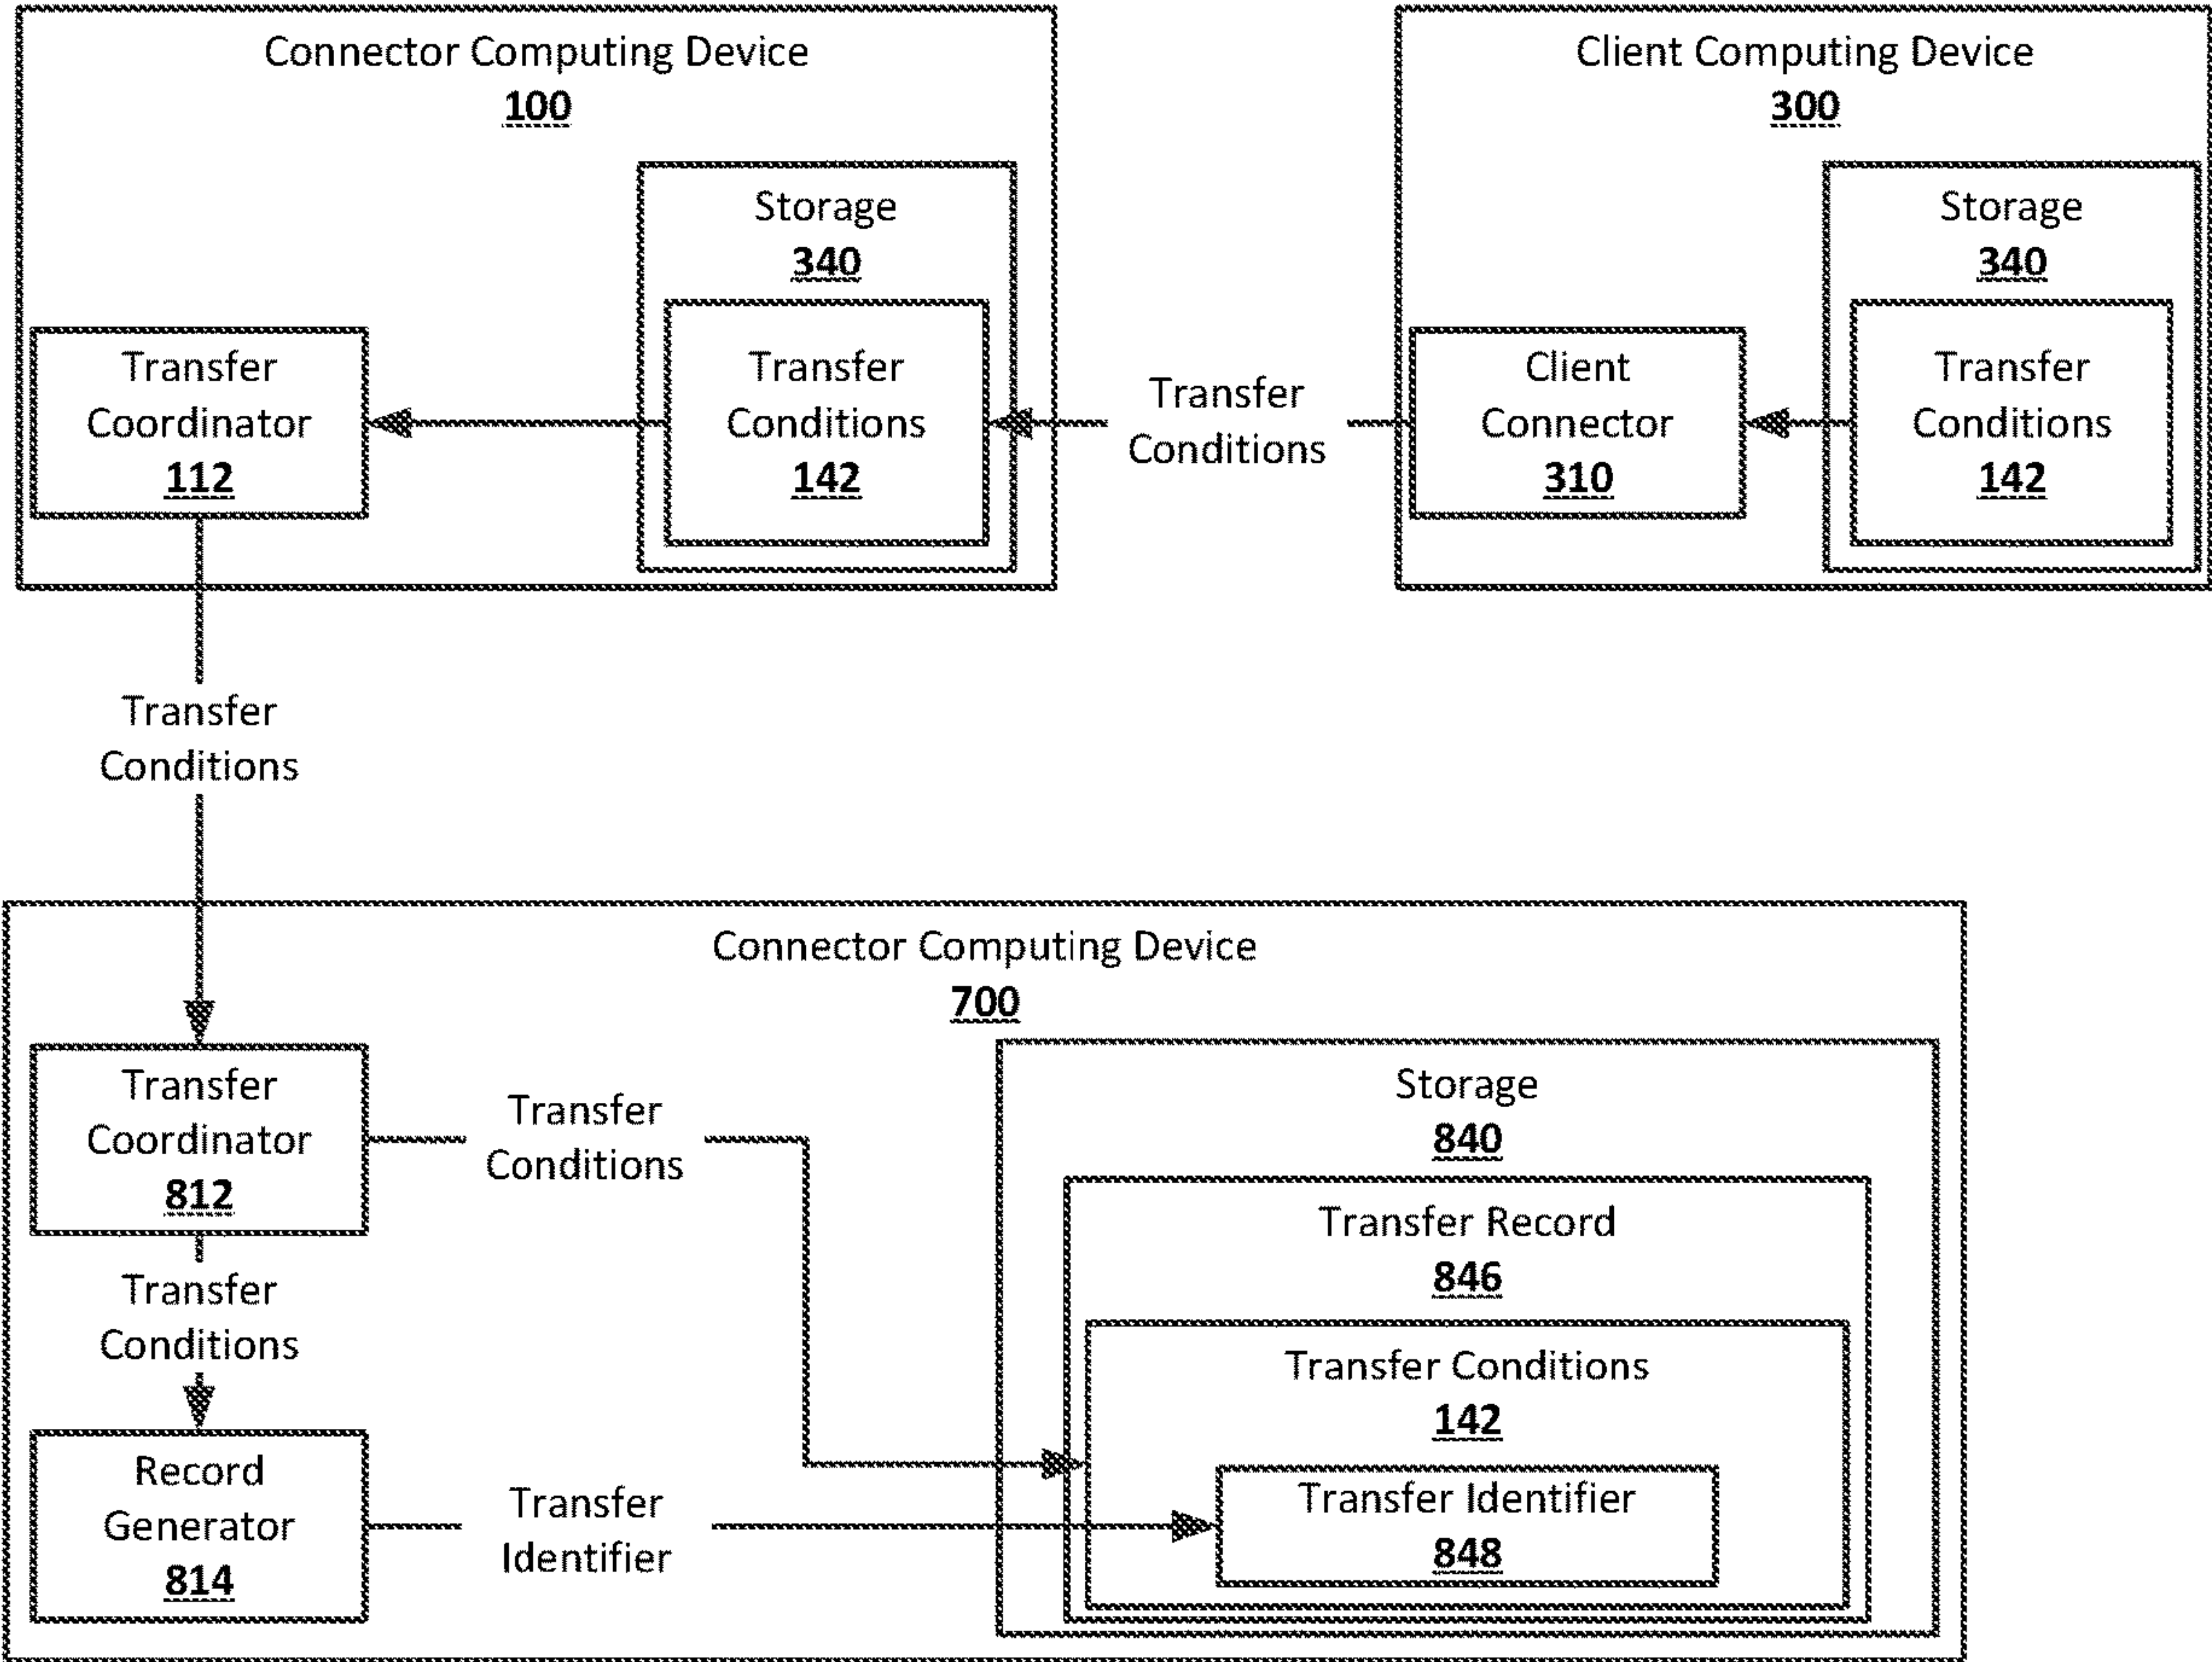 Connector Computing Device
100
Storage
340
Transfer
Conditions
142
Transfer
Coordinator
112
Client Computing Device
300
Storage
340
Transfer
Conditions
142
Client
Connector
310
Transfer
Conditions
Transfer
Conditions
Connector Computing Device
700
Transfer
Coordinator
812
Transfer
Conditions
Transfer
Conditions
Record
Generator
814
Transfer
Identifier
Storage
840
Transfer Record
846
Transfer Conditions
142
Transfer Identifier
848